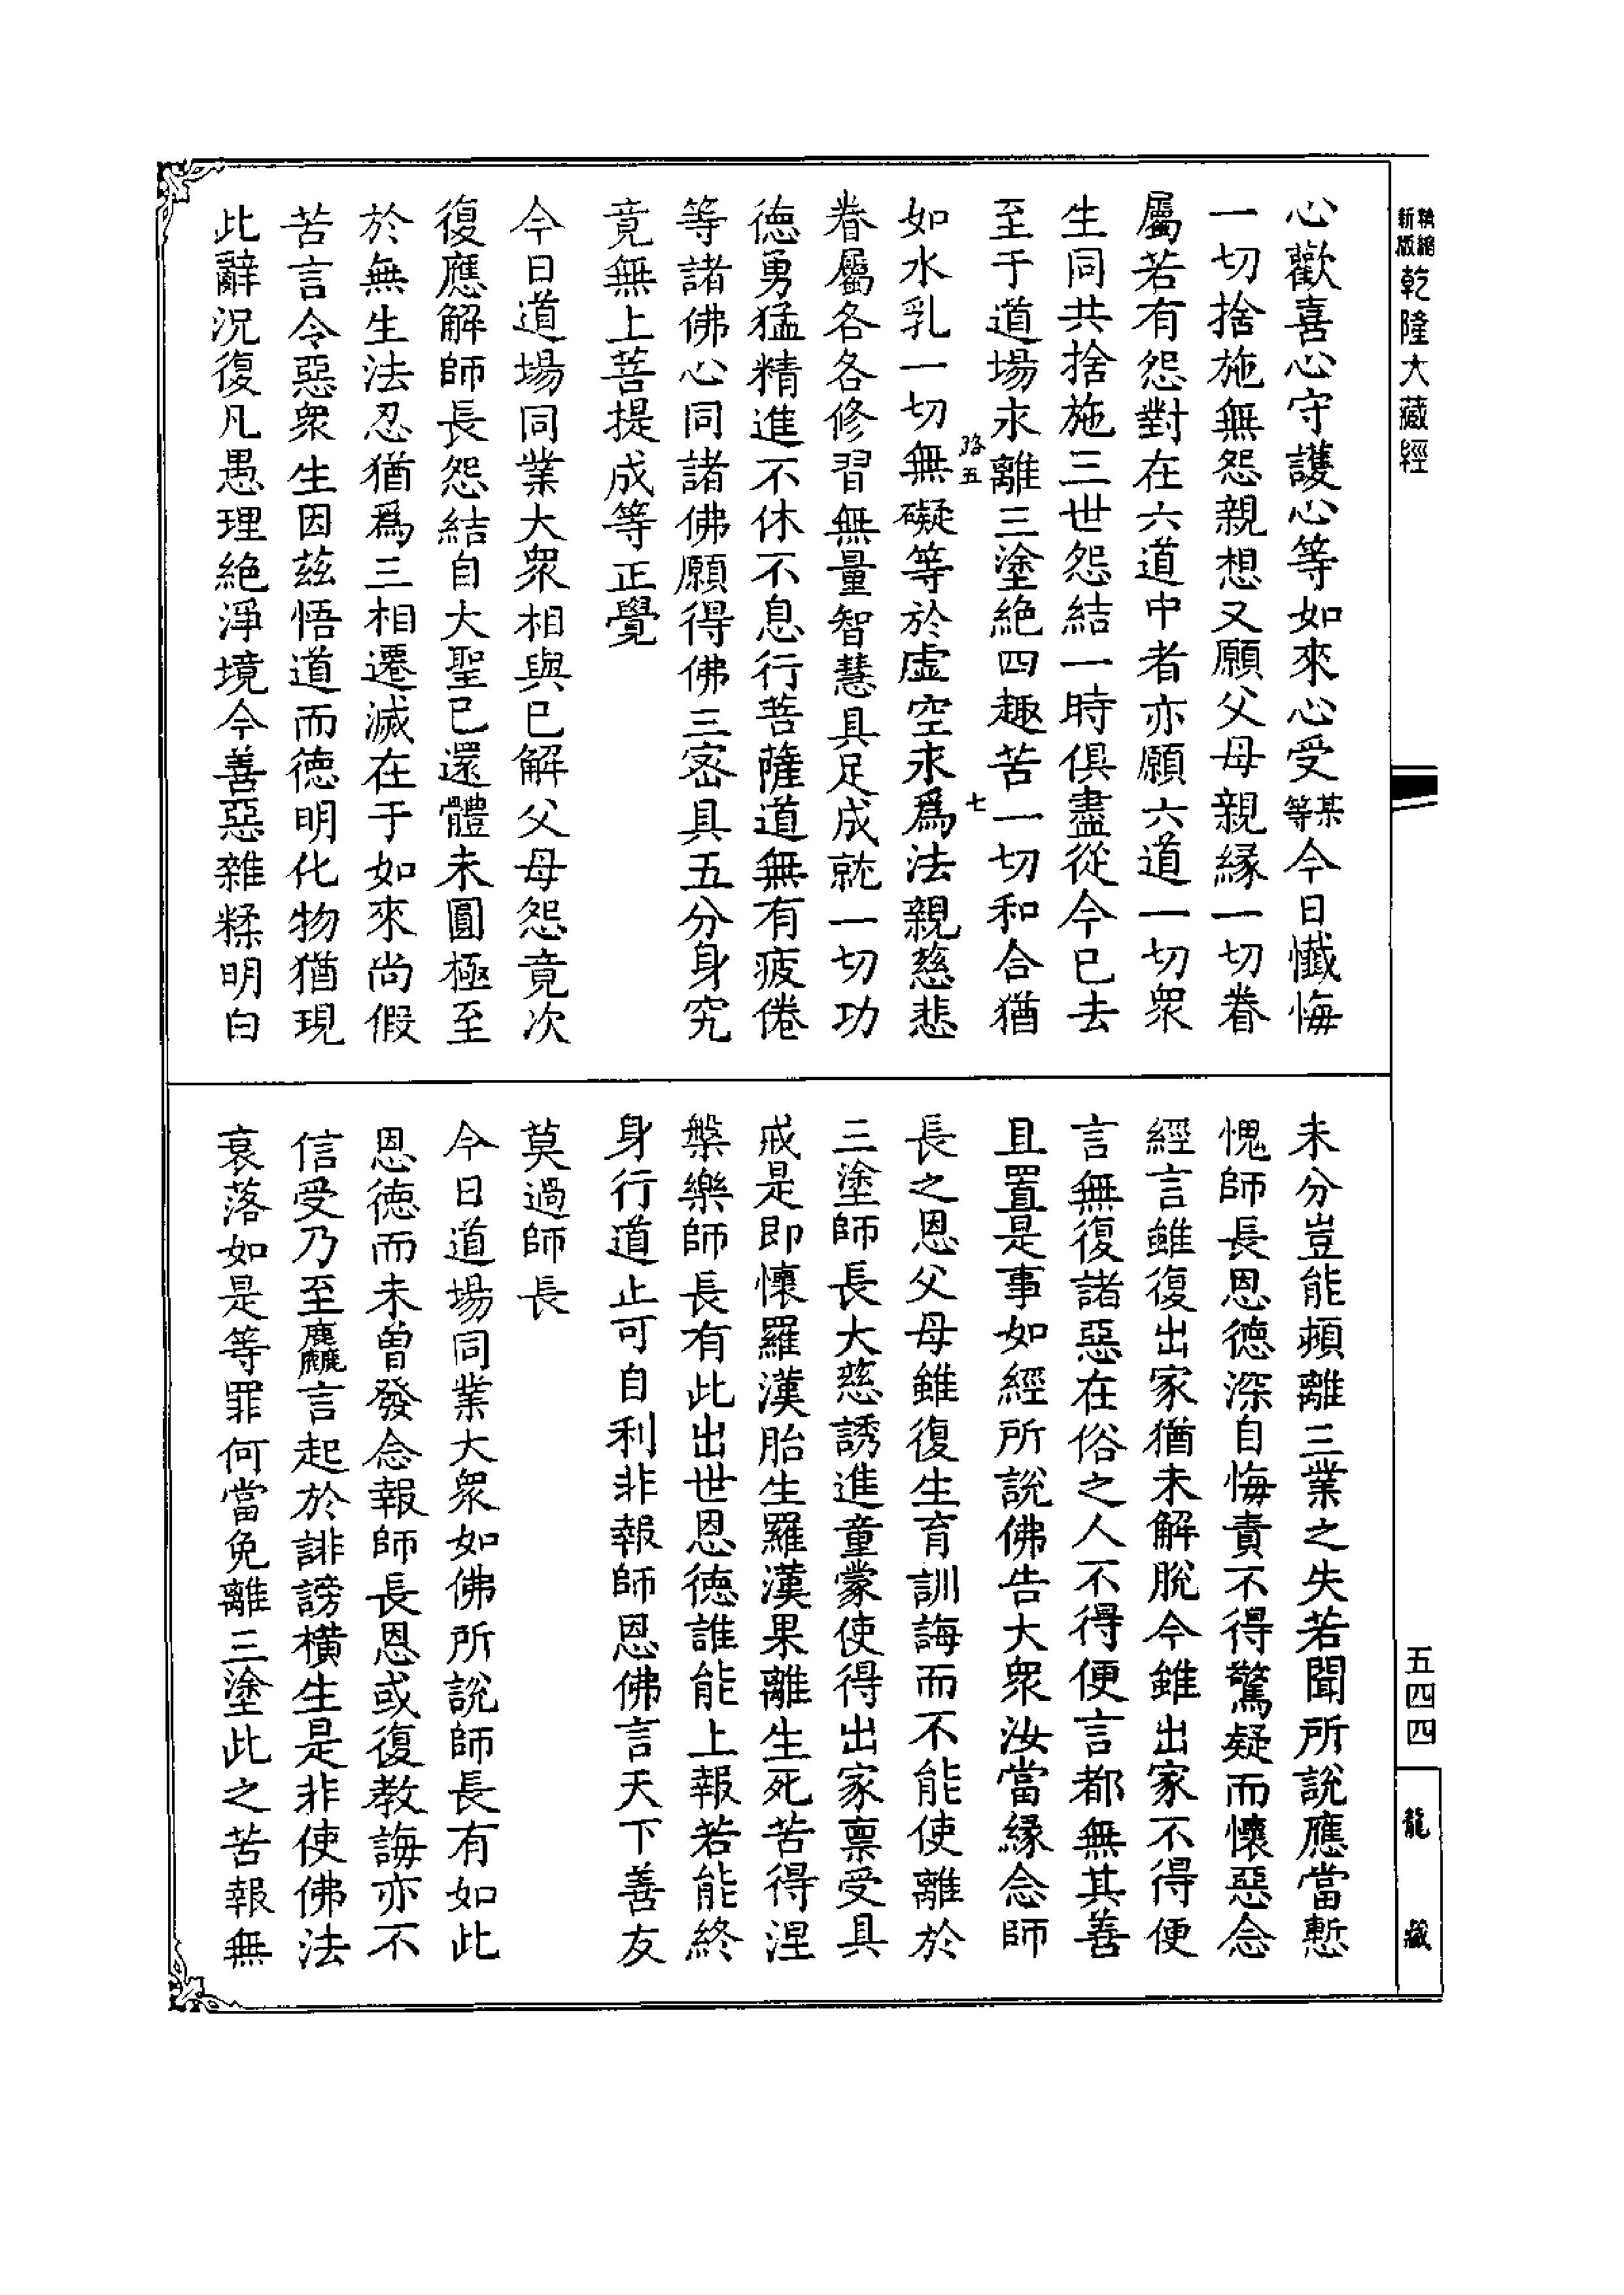 精縮新版乾隆大藏經
心歡喜心守護心等如來心受某等今日懺悔
一切捨施無怨親想又願父母親緣一切眷
屬若有怨對在六道中者亦願六道一切眾
生同共捨施三世怨結一時俱盡從今已去
至于道場永離三塗絕四趣苦一切和合猶
路五
七
如水乳一切無礙等於虛空永爲法親慈悲
眷屬各各修習無量智慧具足成就一切功
德勇猛精進不休不息行菩薩道無有疲倦
等諸佛心同諸佛願得佛三密具五分身究
竟無上菩提成等正覺
今日道場同業大眾相與已解父母怨竟次
復應解師長怨結自大聖已還體未圓極至
於無生法忍猶爲三相遷滅在于如來尚假
苦言令惡眾生因茲悟道而德明化物猶現
此辭況復凡愚理絕淨境今善惡雜糅明白
未分豈能頻離三業之失若聞所說應當慙
愧師長恩德深自悔責不得驚疑而懷惡念
經言雖復出家猶未解脫今雖出家不得便
言無復諸惡在俗之人不得便言都無其善
且置是事如經所說佛告大眾汝當緣念師
長之恩父母雖復生育訓誨而不能使離於
三塗師長大慈誘進童蒙使得出家稟受具
戒是即懷羅漢胎生羅漢果離生死苦得涅
槃樂師長有此出世恩德誰能上報若能終
身行道止可自利非報師恩佛言天下善友
莫過師長
今日道場同業大眾如佛所說師長有如此
恩德而未曾發念報師長恩或復教誨亦不
信受乃至麤言起於誹謗橫生是非使佛法
衰落如是等罪何當免離三塗此之苦報無
五四四
龍藏